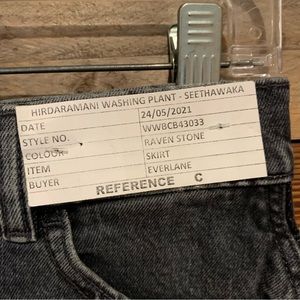 HIRDARAMANI WASHING PLANT - SEETHAWAKA
DATE 24/05/2021
STYLE NO. WWBCB43033
COLOUR RAVEN STONE
ITEM SKIRT
BUYER EVERLANE
REFERENCE C